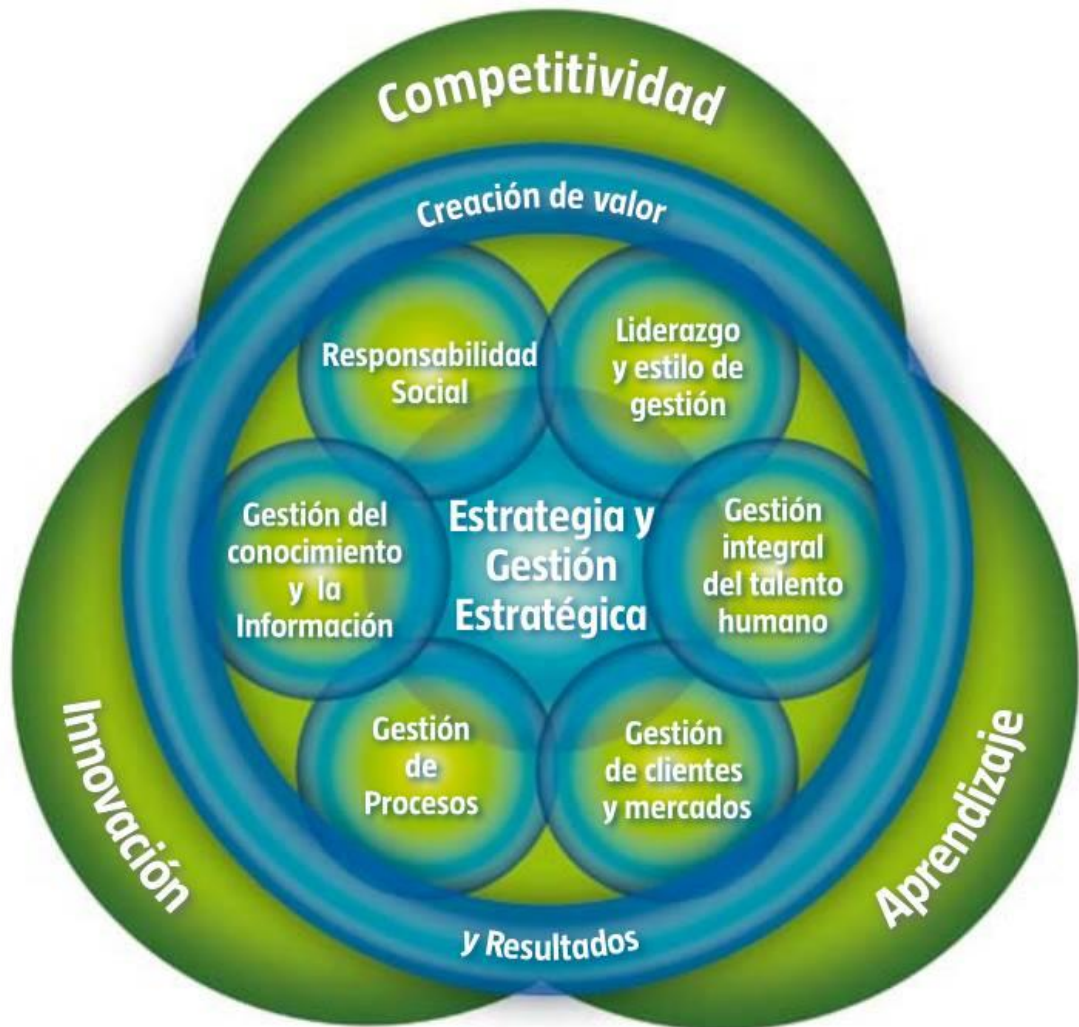 Competitividad
Creación de valor
Responsabilidad
Social
Liderazgo
y estilo de
gestión
Gestión del
conocimiento
y la
Información
Estrategia y
Gestión
Estratégica
Gestión
integral
del talento
humano
Gestión
de
Procesos
Gestión
de clientes
y mercados
Innovación
Aprendizaje
y Resultados